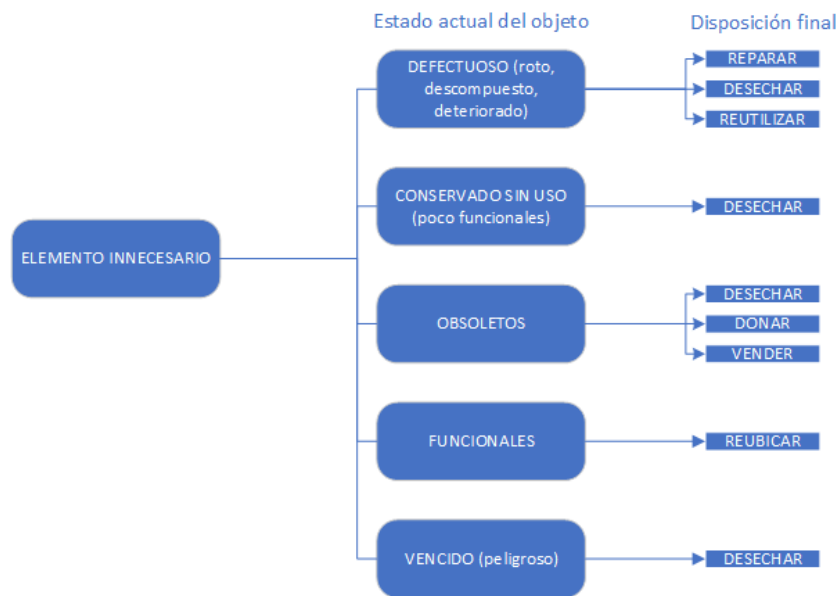 Estado actual del objeto
Disposición final
DEFECTUOSO (roto,
descompuesto,
deteriorado)
REPARAR
DESECHAR
REUTILIZAR
CONSERVADO SIN USO
(poco funcionales)
DESECHAR
ELEMENTO INNECESARIO
OBSOLETOS
DESECHAR
DONAR
VENDER
FUNCIONALES
REUBICAR
VENCIDO (peligroso)
DESECHAR